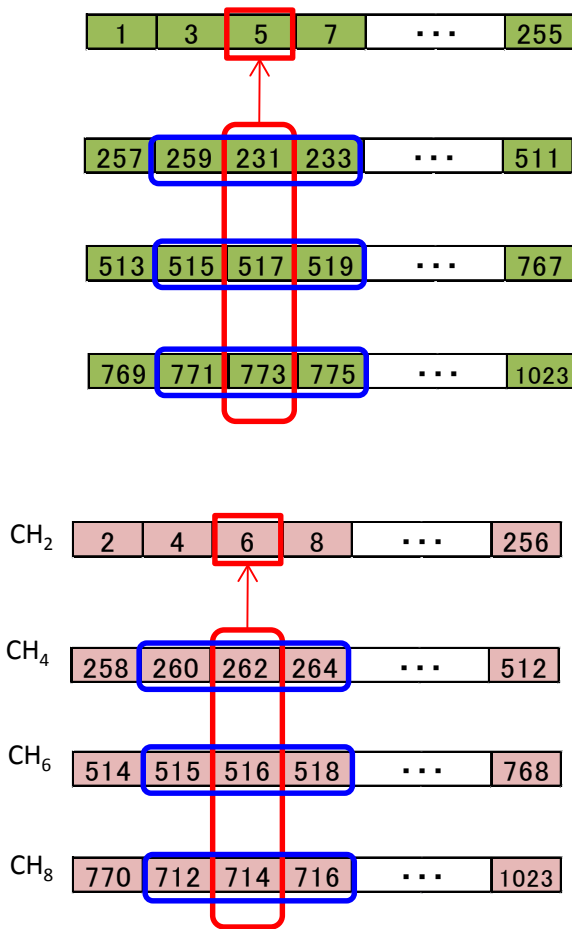 1 3 5 7 ··· 255
257 259 231 233 ··· 511
513 515 517 519 ··· 767
769 771 773 775 ··· 1023
CH₂ 2 4 6 8 ··· 256
CH₄ 258 260 262 264 ··· 512
CH₆ 514 515 516 518 ··· 768
CH₈ 770 712 714 716 ··· 1023